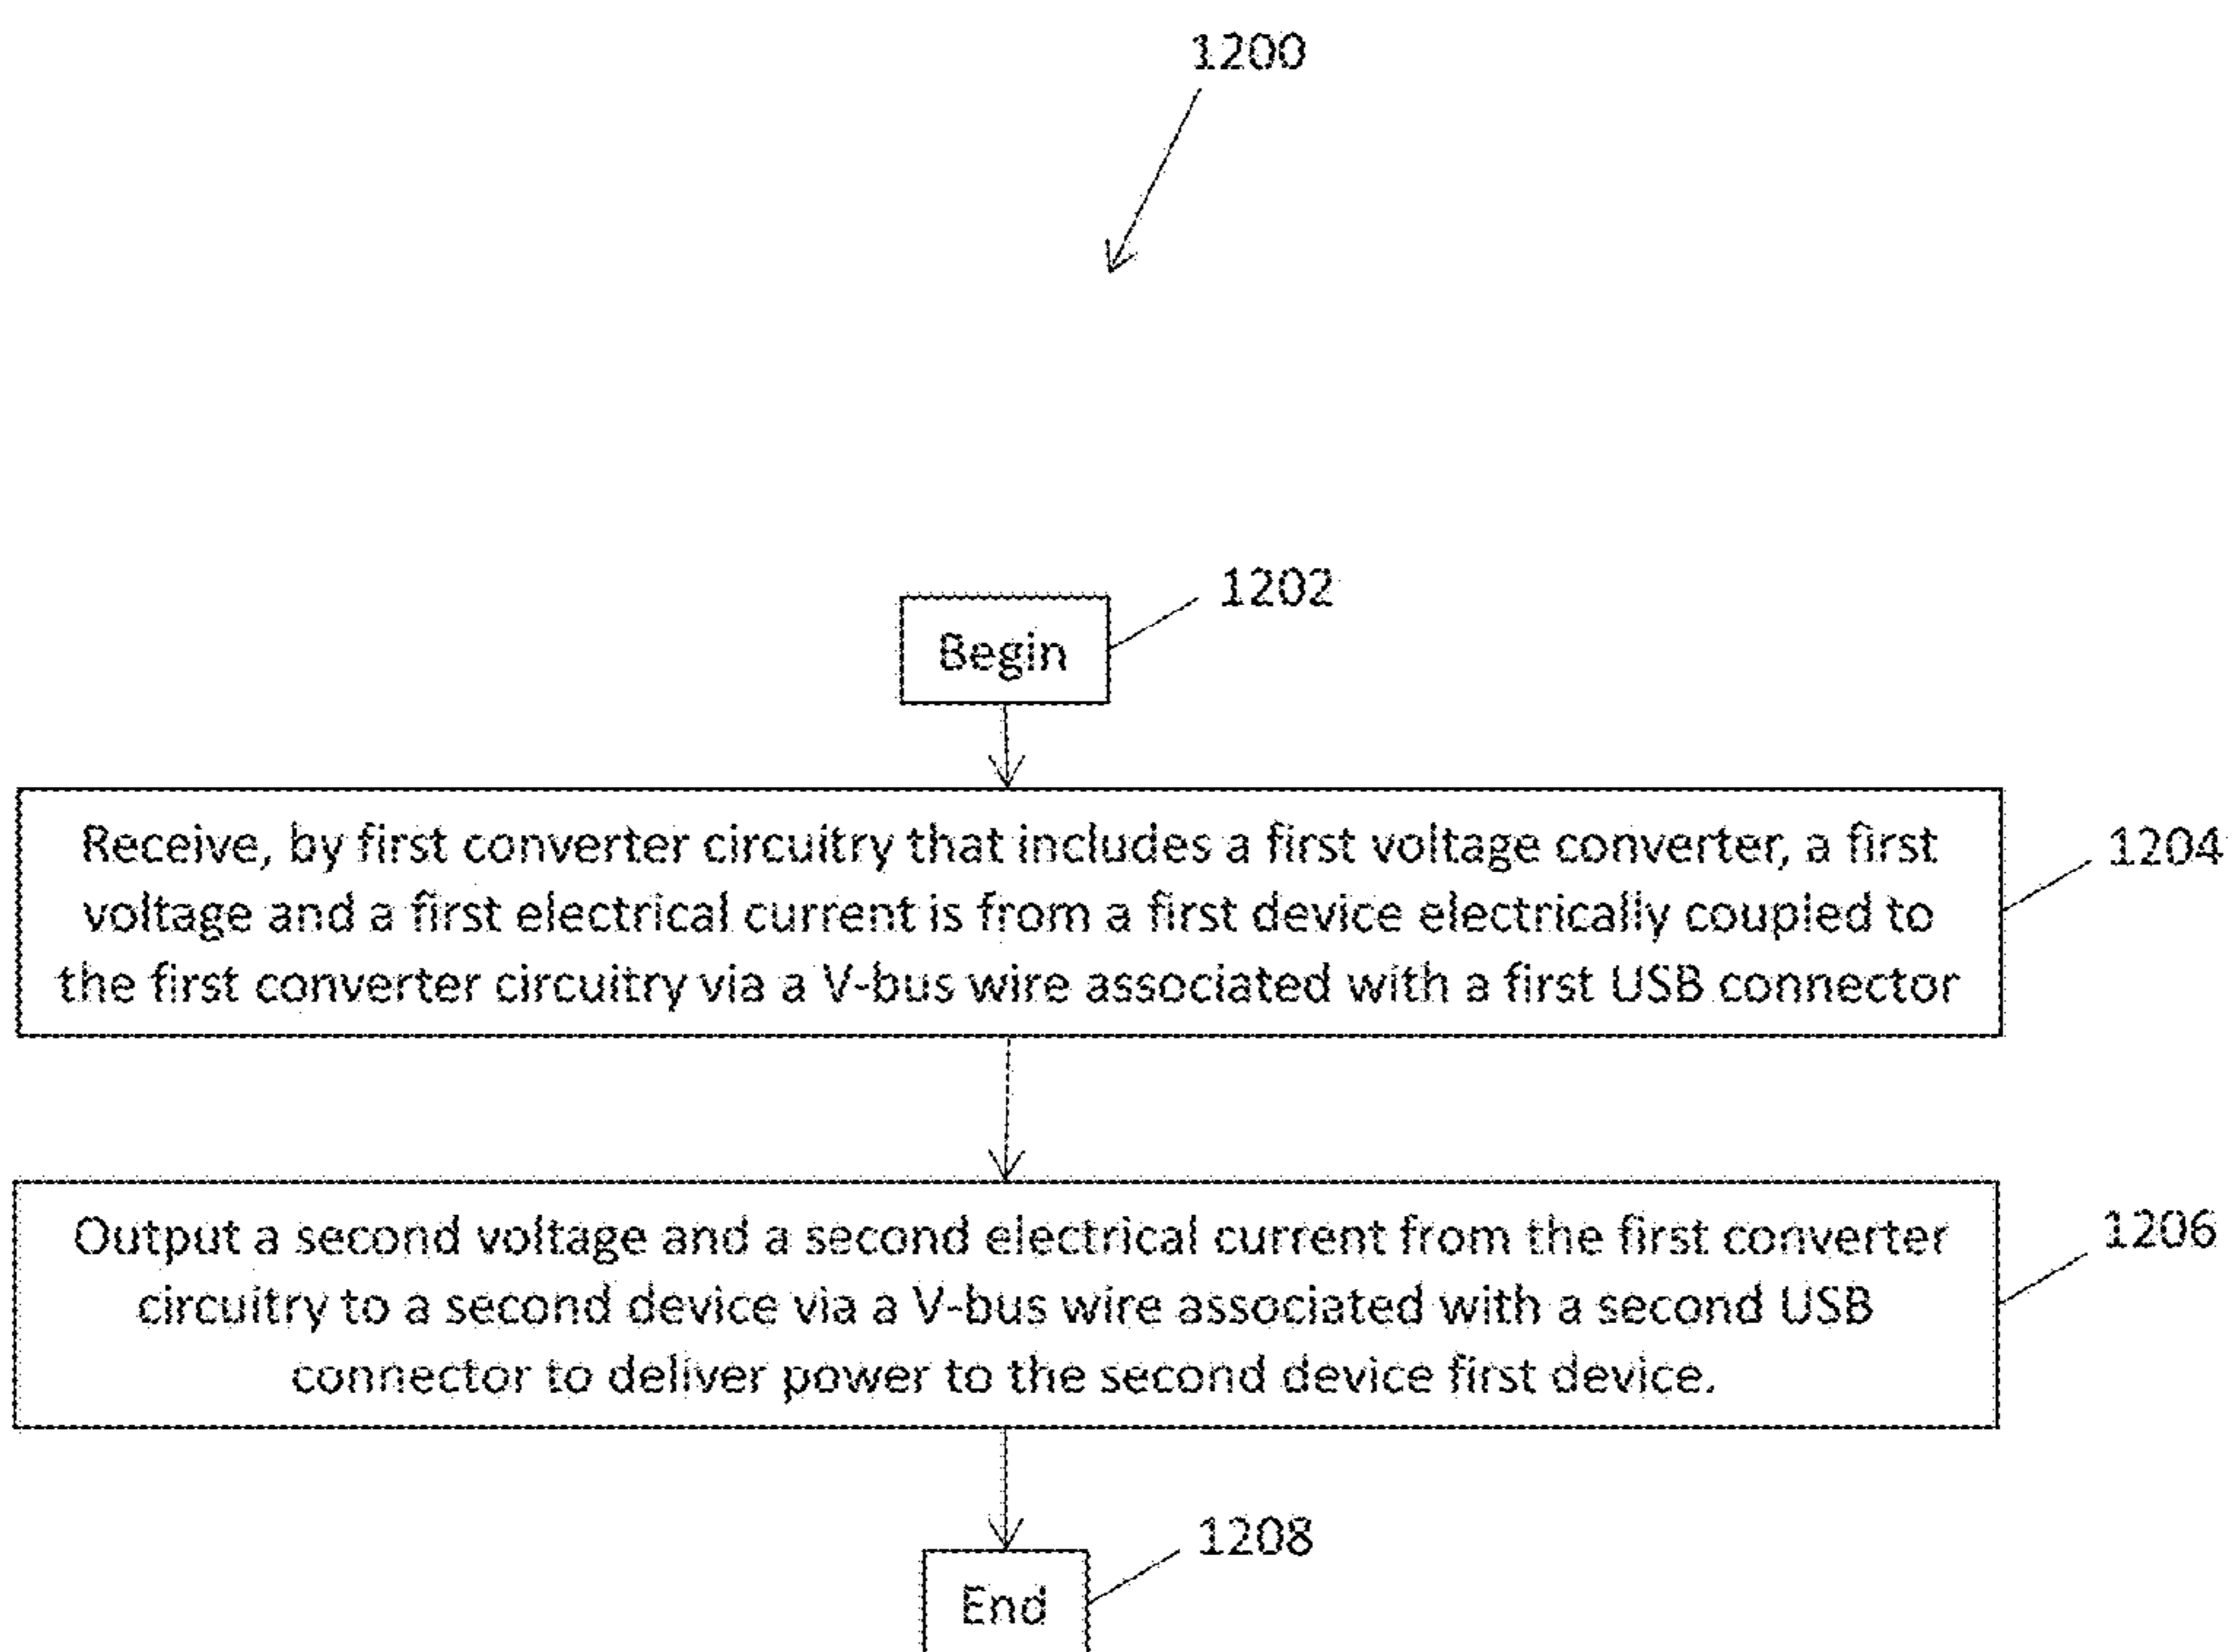 1200
1202
Begin
Receive, by first converter circuitry that includes a first voltage converter, a first
voltage and a first electrical current is from a first device electrically coupled to
the first converter circuitry via a V-bus wire associated with a first USB connector
1204
Output a second voltage and a second electrical current from the first converter
circuitry to a second device via a V-bus wire associated with a second USB
connector to deliver power to the second device first device.
1206
1208
End